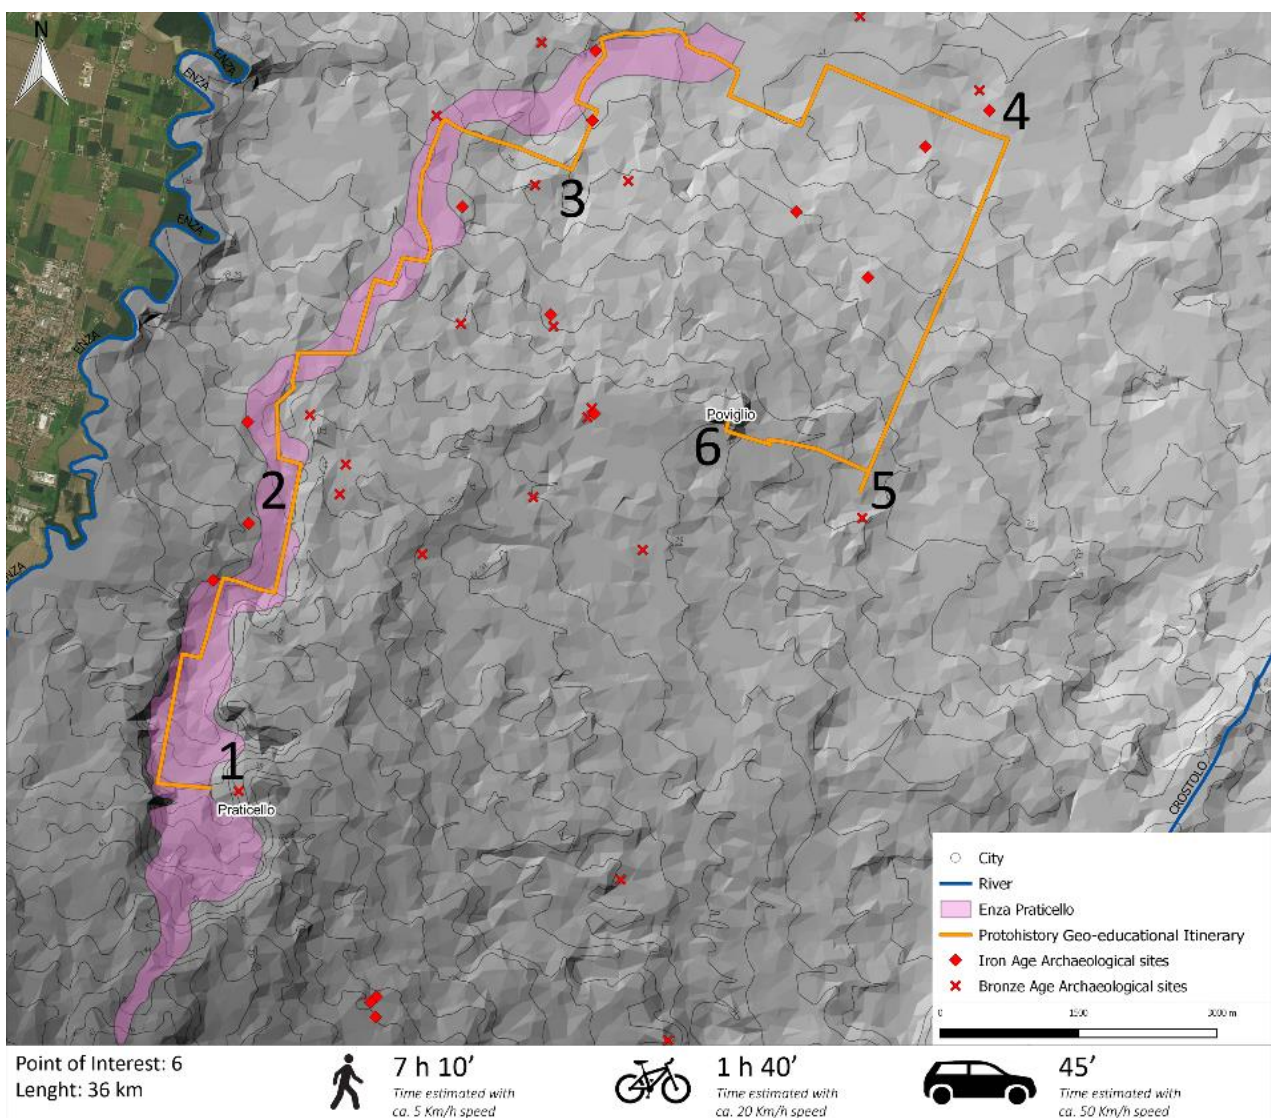 N
ENZA
ENZA
ENZA
ENZA
ENZA
4
3
Poviglio
6
2
5
1
Praticello
CROSTOLO
City
River
Enza Praticello
Protohistory Geo-educational Itinerary
Iron Age Archaeological sites
Bronze Age Archaeological sites
0 1500 3000 m
Point of Interest: 6
Lenght: 36 km
7 h 10’
Time estimated with
ca. 5 Km/h speed
1 h 40’
Time estimated with
ca. 20 Km/h speed
45’
Time estimated with
ca. 50 Km/h speed